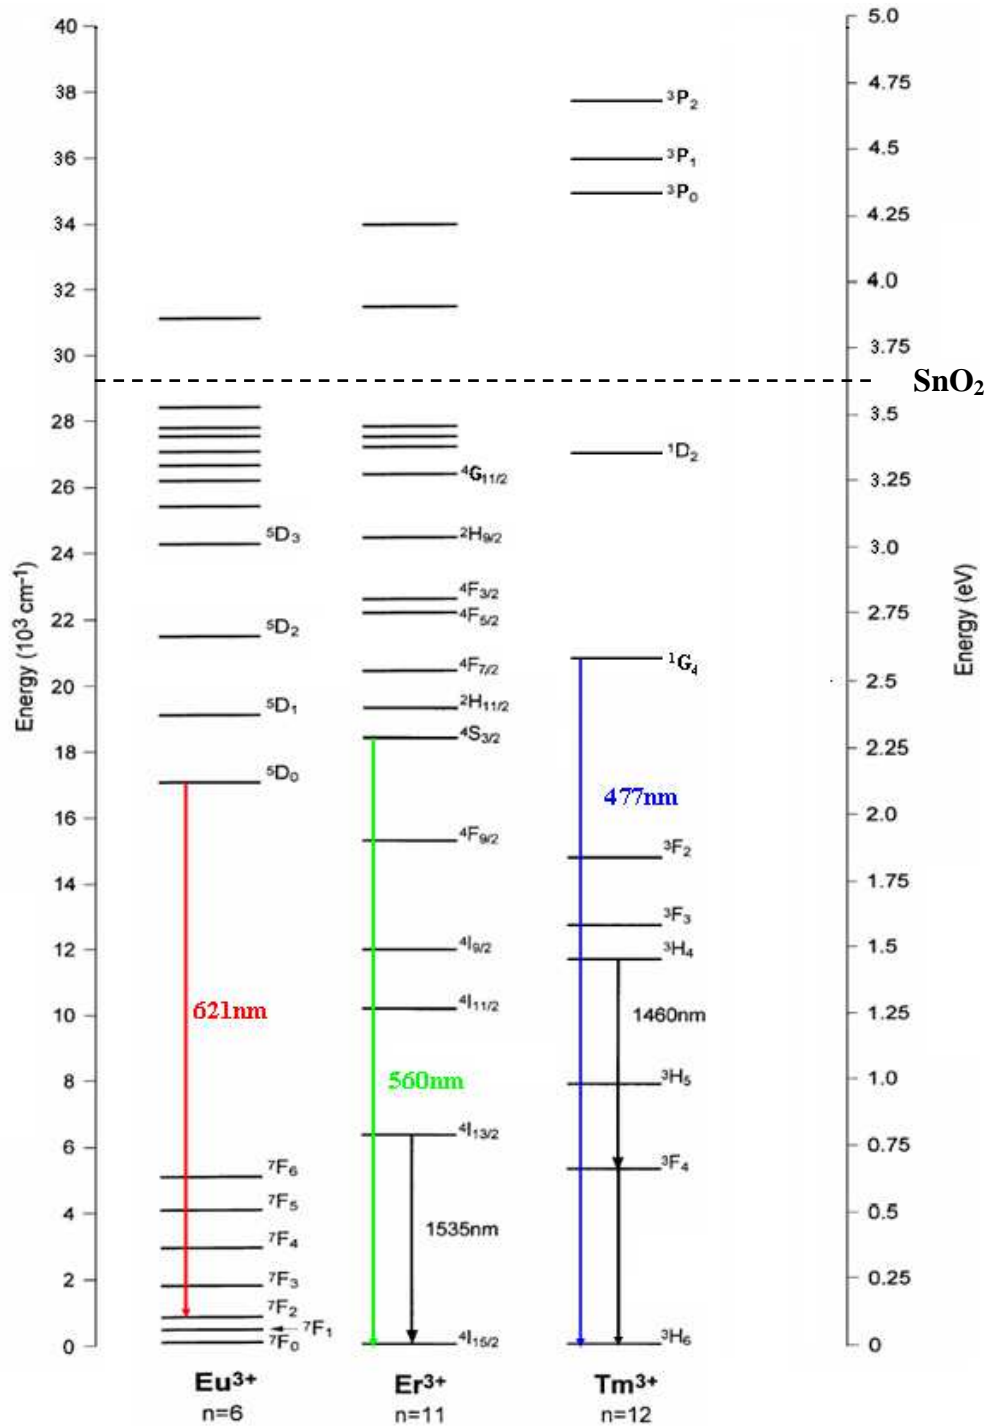 40
38
36
34
32
30
28
26
24
22
20
18
16
14
12
10
8
6
4
2
0
Energy (10³ cm⁻¹)
⁵D₃
⁵D₂
⁵D₁
⁵D₀
621nm
⁷F₆
⁷F₅
⁷F₄
⁷F₃
⁷F₂
⁷F₁
⁷F₀
Eu³⁺
n=6
⁴G₁₁/₂
²H₉/₂
⁴F₃/₂
⁴F₅/₂
⁴F₇/₂
²H₁₁/₂
⁴S₃/₂
⁴F₉/₂
⁴I₉/₂
⁴I₁₁/₂
560nm
⁴I₁₃/₂
1535nm
⁴I₁₅/₂
Er³⁺
n=11
³P₂
³P₁
³P₀
¹D₂
¹G₄
477nm
³F₂
³F₃
³H₄
1460nm
³H₅
³F₄
³H₆
Tm³⁺
n=12
5.0
4.75
4.5
4.25
4.0
3.75
SnO₂
3.5
3.25
3.0
2.75
2.5
2.25
2.0
1.75
1.5
1.25
1.0
0.75
0.5
0.25
0
Energy (eV)